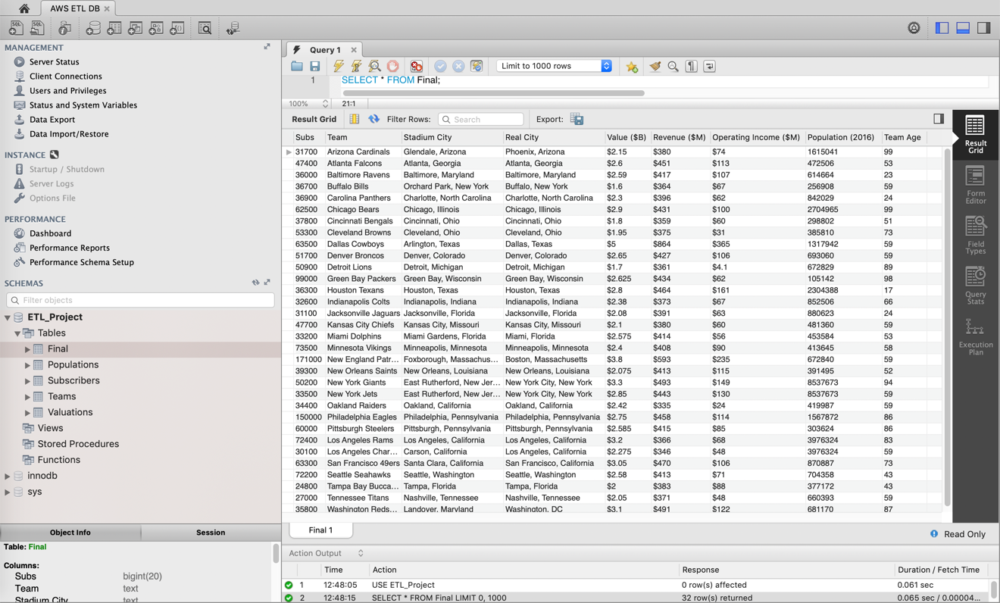 AWS ETL DB
MANAGEMENT
Server Status
Client Connections
Users and Privileges
Status and System Variables
Data Export
Data Import/Restore
INSTANCE
Startup / Shutdown
Server Logs
Options File
PERFORMANCE
Dashboard
Performance Reports
Performance Schema Setup
SCHEMAS
Filter objects
ETL_Project
Tables
Final
Populations
Subscribers
Teams
Valuations
Views
Stored Procedures
Functions
innodb
sys
Object Info Session
Table: Final
Columns:
Subs bigint(20)
Team text
Stadium City text
Query 1
Limit to 1000 rows
1 SELECT * FROM Final;
100% 21:1
Result Grid Filter Rows: Search Export:
Subs Team Stadium City Real City Value ($B) Revenue ($M) Operating Income ($M) Population (2016) Team Age
31700 Arizona Cardinals Glendale, Arizona Phoenix, Arizona $2.15 $380 $74 1615041 99
47400 Atlanta Falcons Atlanta, Georgia Atlanta, Georgia $2.6 $451 $113 472506 53
36000 Baltimore Ravens Baltimore, Maryland Baltimore, Maryland $2.59 $417 $107 614664 23
36700 Buffalo Bills Orchard Park, New York Buffalo, New York $1.6 $364 $67 256908 59
36900 Carolina Panthers Charlotte, North Carolina Charlotte, North Carolina $2.3 $396 $62 842029 24
62500 Chicago Bears Chicago, Illinois Chicago, Illinois $2.9 $431 $100 2704965 99
37800 Cincinnati Bengals Cincinnati, Ohio Cincinnati, Ohio $1.8 $359 $60 298802 51
53300 Cleveland Browns Cleveland, Ohio Cleveland, Ohio $1.95 $375 $31 385810 73
63500 Dallas Cowboys Arlington, Texas Dallas, Texas $5 $864 $365 1317942 59
51700 Denver Broncos Denver, Colorado Denver, Colorado $2.65 $427 $106 693060 59
50900 Detroit Lions Detroit, Michigan Detroit, Michigan $1.7 $361 $4.1 672829 89
99000 Green Bay Packers Green Bay, Wisconsin Green Bay, Wisconsin $2.625 $434 $62 105142 98
36300 Houston Texans Houston, Texas Houston, Texas $2.8 $464 $161 2304388 17
32600 Indianapolis Colts Indianapolis, Indiana Indianapolis, Indiana $2.38 $373 $67 852506 66
31100 Jacksonville Jaguars Jacksonville, Florida Jacksonville, Florida $2.08 $391 $63 880623 24
47700 Kansas City Chiefs Kansas City, Missouri Kansas City, Missouri $2.1 $380 $60 481360 59
33200 Miami Dolphins Miami Gardens, Florida Miami, Florida $2.575 $414 $56 453584 53
73500 Minnesota Vikings Minneapolis, Minnesota Minneapolis, Minnesota $2.4 $408 $90 413645 58
171000 New England Patr... Foxborough, Massachus... Boston, Massachusetts $3.8 $593 $235 672840 59
39300 New Orleans Saints New Orleans, Louisiana New Orleans, Louisiana $2.075 $413 $115 391495 52
50200 New York Giants East Rutherford, New Jer... New York City, New York $3.3 $493 $149 8537673 94
33500 New York Jets East Rutherford, New Jer... New York City, New York $2.85 $443 $130 8537673 59
34400 Oakland Raiders Oakland, California Oakland, California $2.42 $335 $24 419987 59
150000 Philadelphia Eagles Philadelphia, Pennsylvania Philadelphia, Pennsylvania $2.75 $458 $114 1567872 86
60000 Pittsburgh Steelers Pittsburgh, Pennsylvania Pittsburgh, Pennsylvania $2.585 $415 $85 303624 86
72400 Los Angeles Rams Los Angeles, California Los Angeles, California $3.2 $366 $68 3976324 83
30100 Los Angeles Char... Carson, California Los Angeles, California $2.275 $346 $48 3976324 59
63300 San Francisco 49ers Santa Clara, California San Francisco, California $3.05 $470 $106 870887 73
72200 Seattle Seahawks Seattle, Washington Seattle, Washington $2.58 $413 $71 704358 43
24800 Tampa Bay Bucca... Tampa, Florida Tampa, Florida $2 $383 $88 377172 43
27000 Tennessee Titans Nashville, Tennessee Nashville, Tennessee $2.05 $371 $48 660393 59
35800 Washington Reds... Landover, Maryland Washington, DC $3.1 $491 $122 681170 87
Result
Grid
Form
Editor
Field
Types
Query
Stats
Execution
Plan
Final 1
Read Only
Action Output
Time Action Response Duration / Fetch Time
1 12:48:05 USE ETL_Project 0 row(s) affected 0.061 sec
2 12:48:15 SELECT * FROM Final LIMIT 0, 1000 32 row(s) returned 0.065 sec / 0.00004...